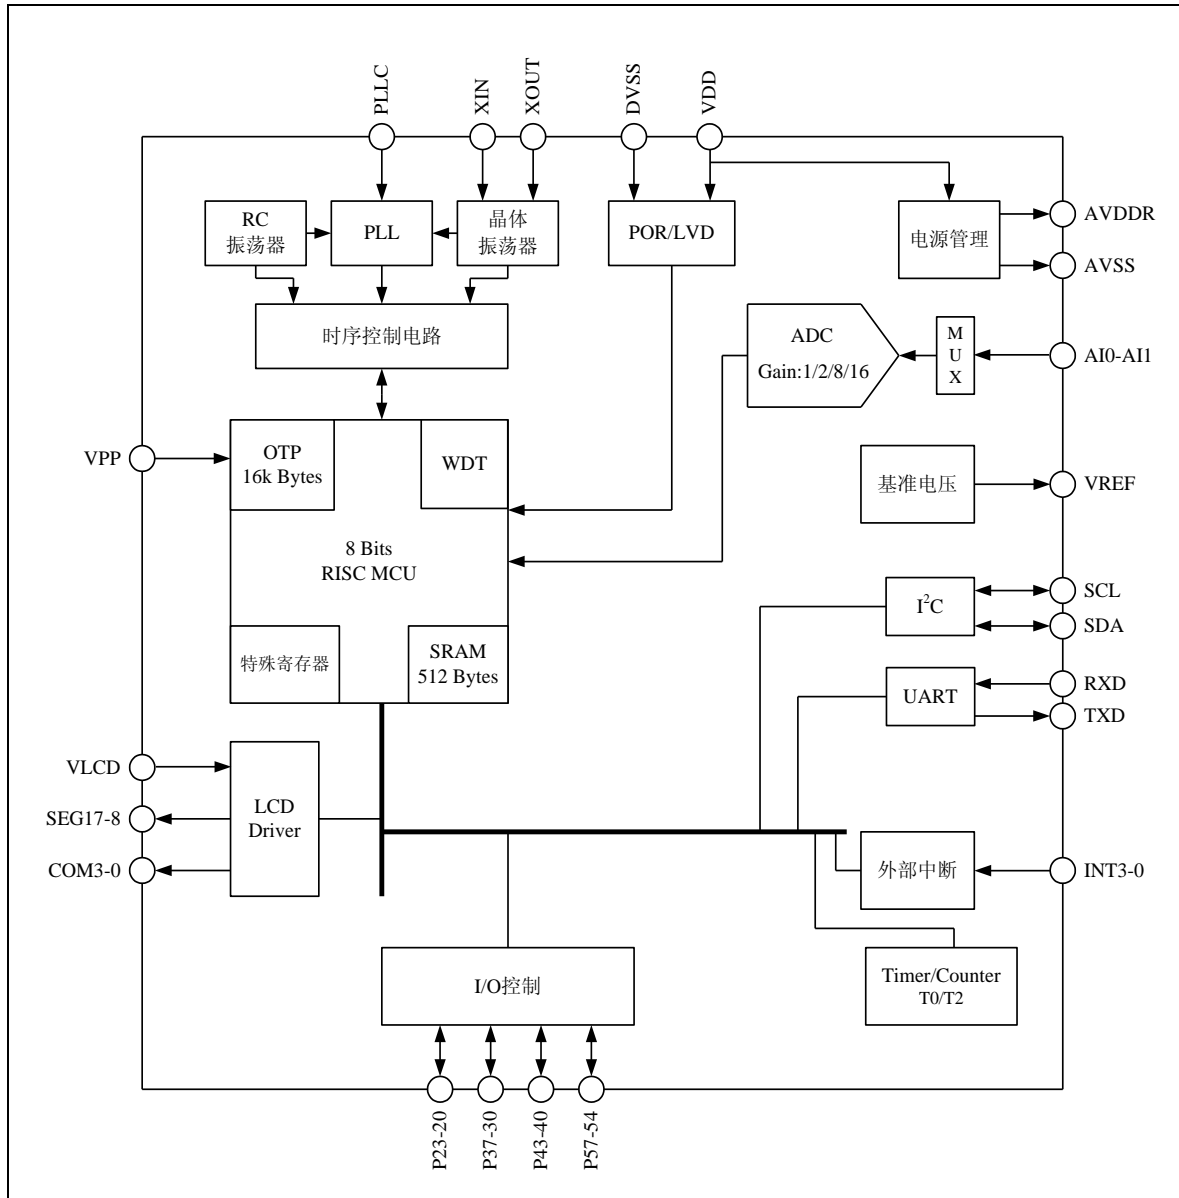 PLLC
XIN
XOUT
DVSS
VDD
RC
振荡器
PLL
晶体
振荡器
POR/LVD
电源管理
AVDDR
AVSS
时序控制电路
ADC
Gain:1/2/8/16
M
U
X
AI0-AI1
VPP
OTP
16k Bytes
WDT
基准电压
VREF
8 Bits
RISC MCU
I²C
SCL
SDA
特殊寄存器
SRAM
512 Bytes
UART
RXD
TXD
VLCD
SEG17-8
COM3-0
LCD
Driver
外部中断
INT3-0
I/O控制
Timer/Counter
T0/T2
P23-20
P37-30
P43-40
P57-54